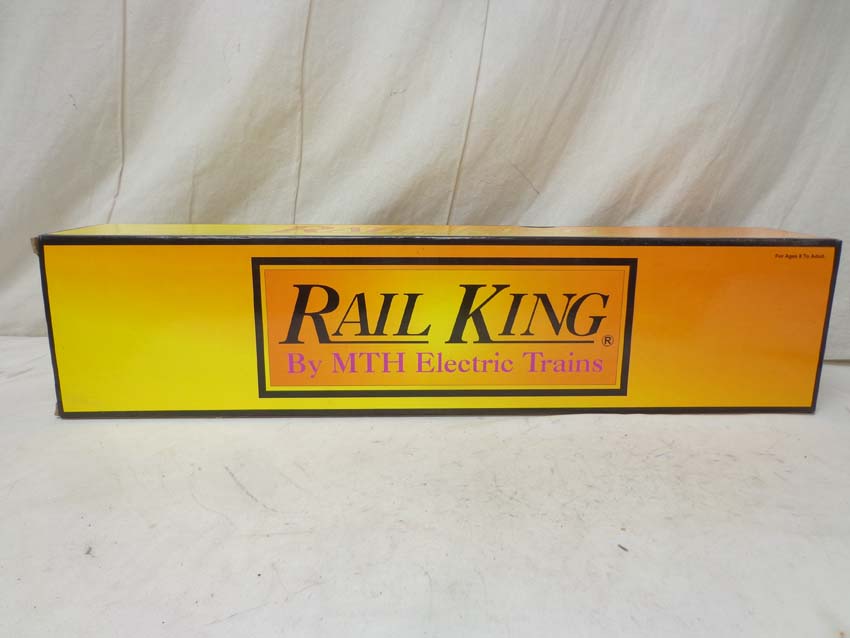 For Ages 8 To Adult.
RAIL KING®
By MTH Electric Trains